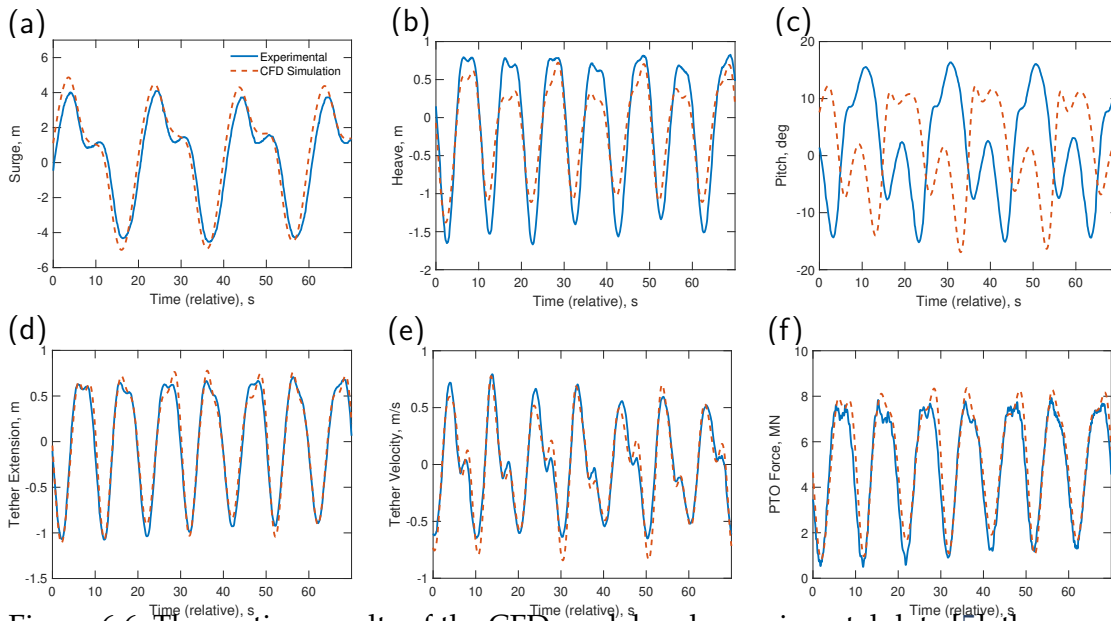 (a)
6
4
2
0
-2
-4
-6
Surge, m
0 10 20 30 40 50 60
Time (relative), s
Experimental
CFD Simulation
(b)
1
0.5
0
-0.5
-1
-1.5
-2
Heave, m
0 10 20 30 40 50 60 70
Time (relative), s
(c)
20
10
0
-10
-20
Pitch, deg
0 10 20 30 40 50 60
Time (relative), s
(d)
1
0.5
0
-0.5
-1
-1.5
Tether Extension, m
0 10 20 30 40 50 60
Time (relative), s
(e)
1
0.5
0
-0.5
-1
Tether Velocity, m/s
0 10 20 30 40 50 60 70
Time (relative), s
(f)
10
8
6
4
2
0
PTO Force, MN
0 10 20 30 40 50 60
Time (relative), s